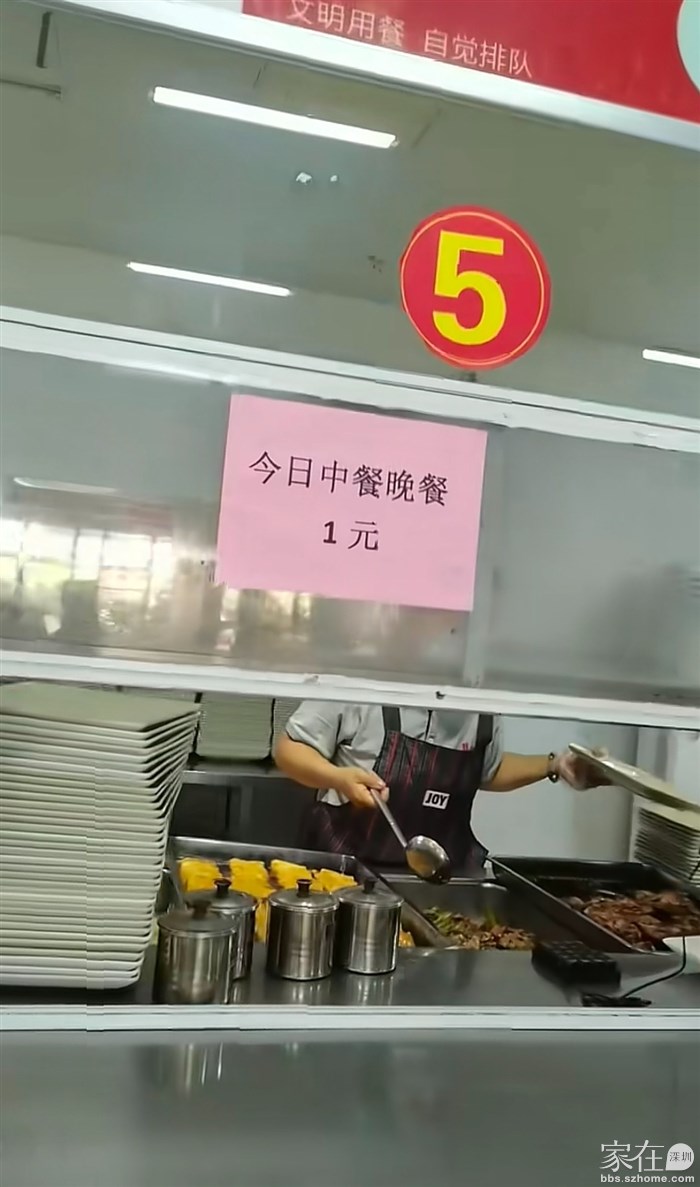 文明用餐 自觉排队
5
今日中餐晚餐
1 元
JOY
家在 深圳
bbs.szhome.com